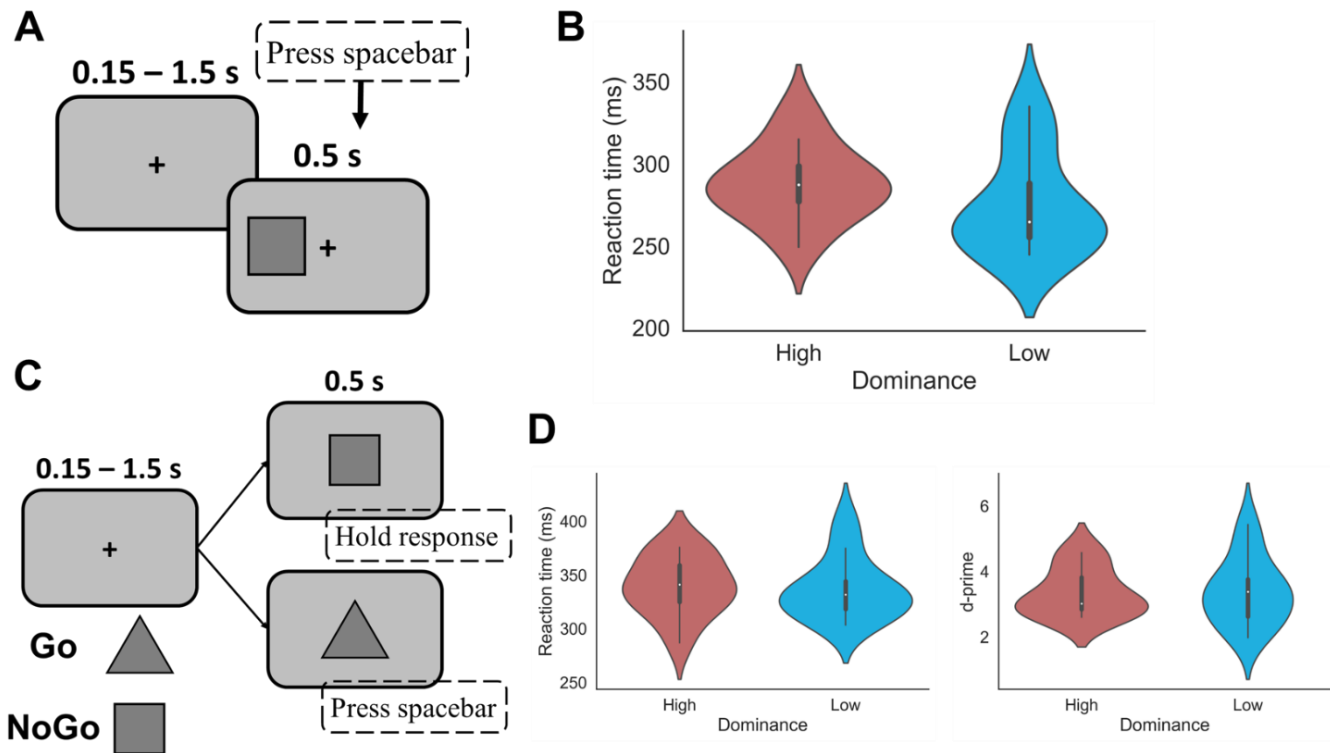 A
0.15 – 1.5 s
Press spacebar
0.5 s
+
+
B
Reaction time (ms)
350
300
250
200
High
Low
Dominance
C
0.15 – 1.5 s
+
0.5 s
Hold response
Press spacebar
Go
NoGo
D
Reaction time (ms)
400
350
300
250
High
Low
Dominance
d-prime
6
4
2
High
Low
Dominance